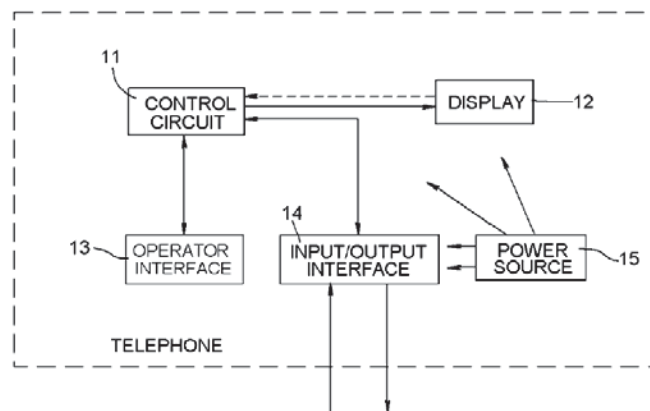 11
CONTROL
CIRCUIT
DISPLAY
12
13
OPERATOR
INTERFACE
14
INPUT/OUTPUT
INTERFACE
POWER
SOURCE
15
TELEPHONE